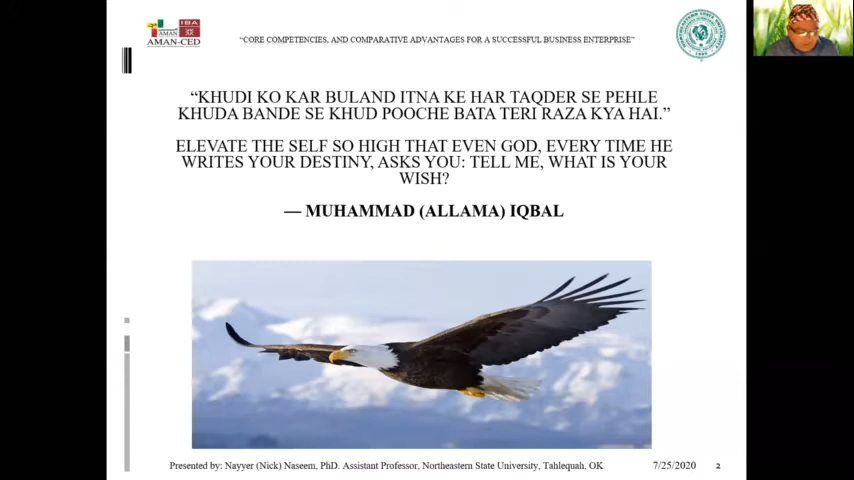 AMAN
IBA
AMAN-CED
“CORE COMPETENCIES, AND COMPARATIVE ADVANTAGES FOR A SUCCESSFUL BUSINESS ENTERPRISE”
“KHUDI KO KAR BULAND ITNA KE HAR TAQDER SE PEHLE
KHUDA BANDE SE KHUD POOCHE BATA TERI RAZA KYA HAI.”
ELEVATE THE SELF SO HIGH THAT EVEN GOD, EVERY TIME HE
WRITES YOUR DESTINY, ASKS YOU: TELL ME, WHAT IS YOUR
WISH?
— MUHAMMAD (ALLAMA) IQBAL
Presented by: Nayyer (Nick) Naseem, PhD. Assistant Professor, Northeastern State University, Tahlequah, OK
7/25/2020
2